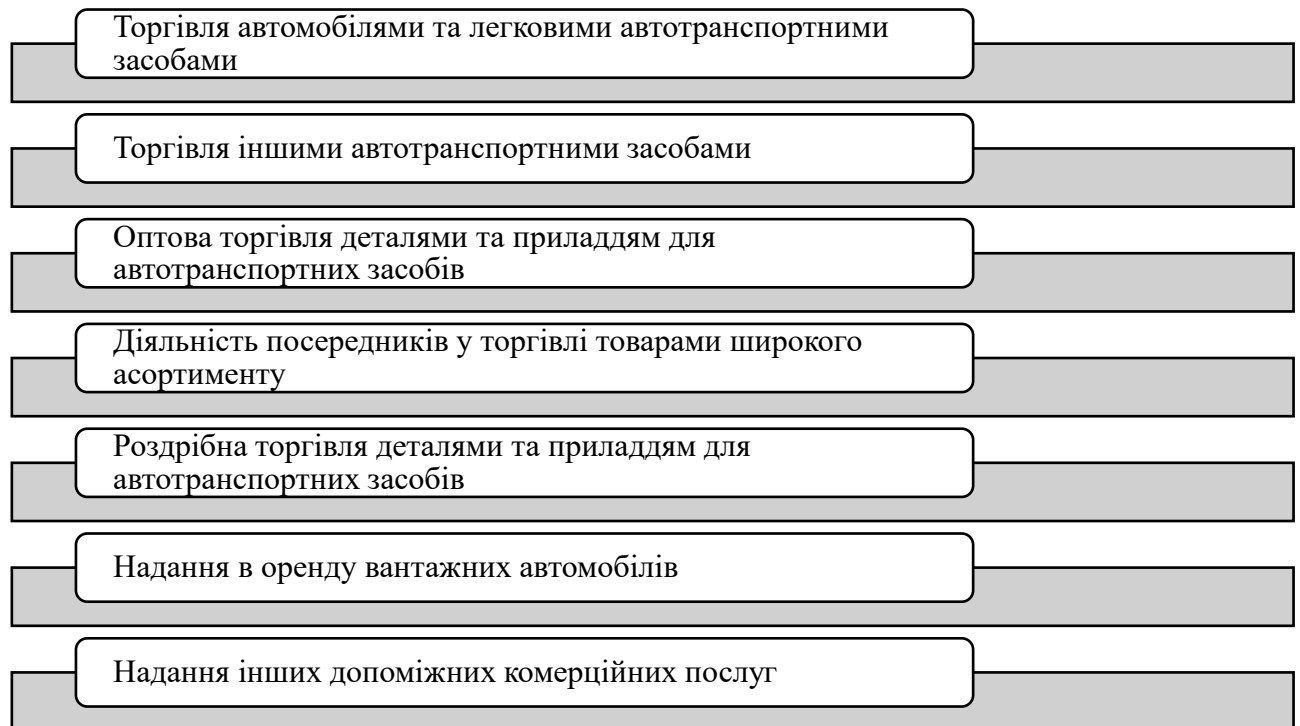 Торгівля автомобілями та легковими автотранспортними
засобами
Торгівля іншими автотранспортними засобами
Оптова торгівля деталями та приладдям для
автотранспортних засобів
Діяльність посередників у торгівлі товарами широкого
асортименту
Роздрібна торгівля деталями та приладдям для
автотранспортних засобів
Надання в оренду вантажних автомобілів
Надання інших допоміжних комерційних послуг